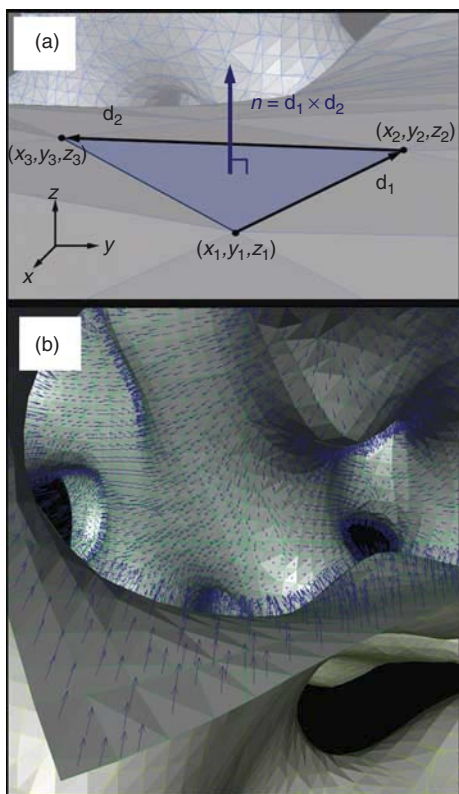 (a)
n = d₁ × d₂
d₂
(x₂,y₂,z₂)
(x₃,y₃,z₃)
d₁
z
y
x
(x₁,y₁,z₁)
(b)